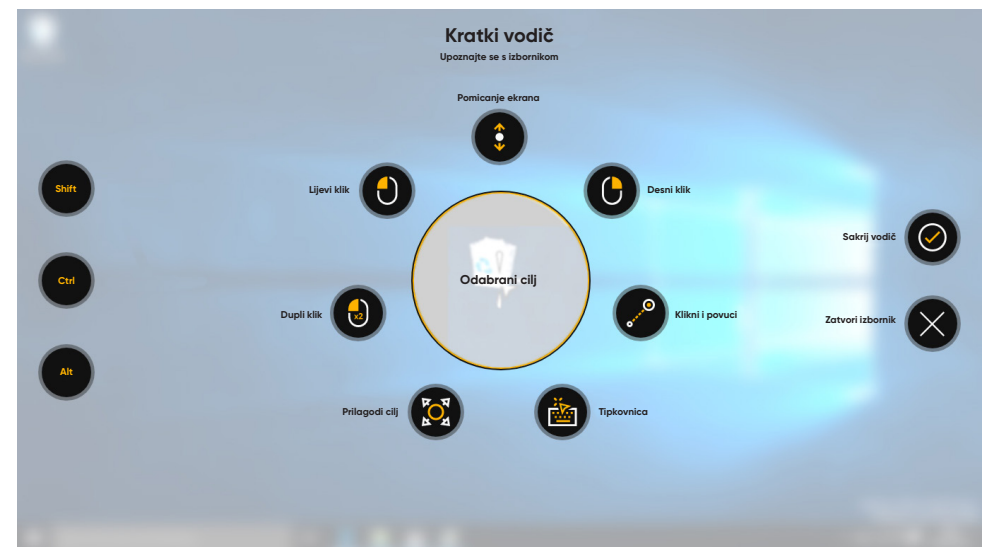 Kratki vodič
Upoznajte se s izbornikom
Pomicanje ekrana
Lijevi klik
Desni klik
Shift
Sakrij vodič
Odabrani cilj
Ctrl
Dupli klik
x2
Klikni i povuci
Zatvori izbornik
Alt
Prilagodi cilj
Tipkovnica